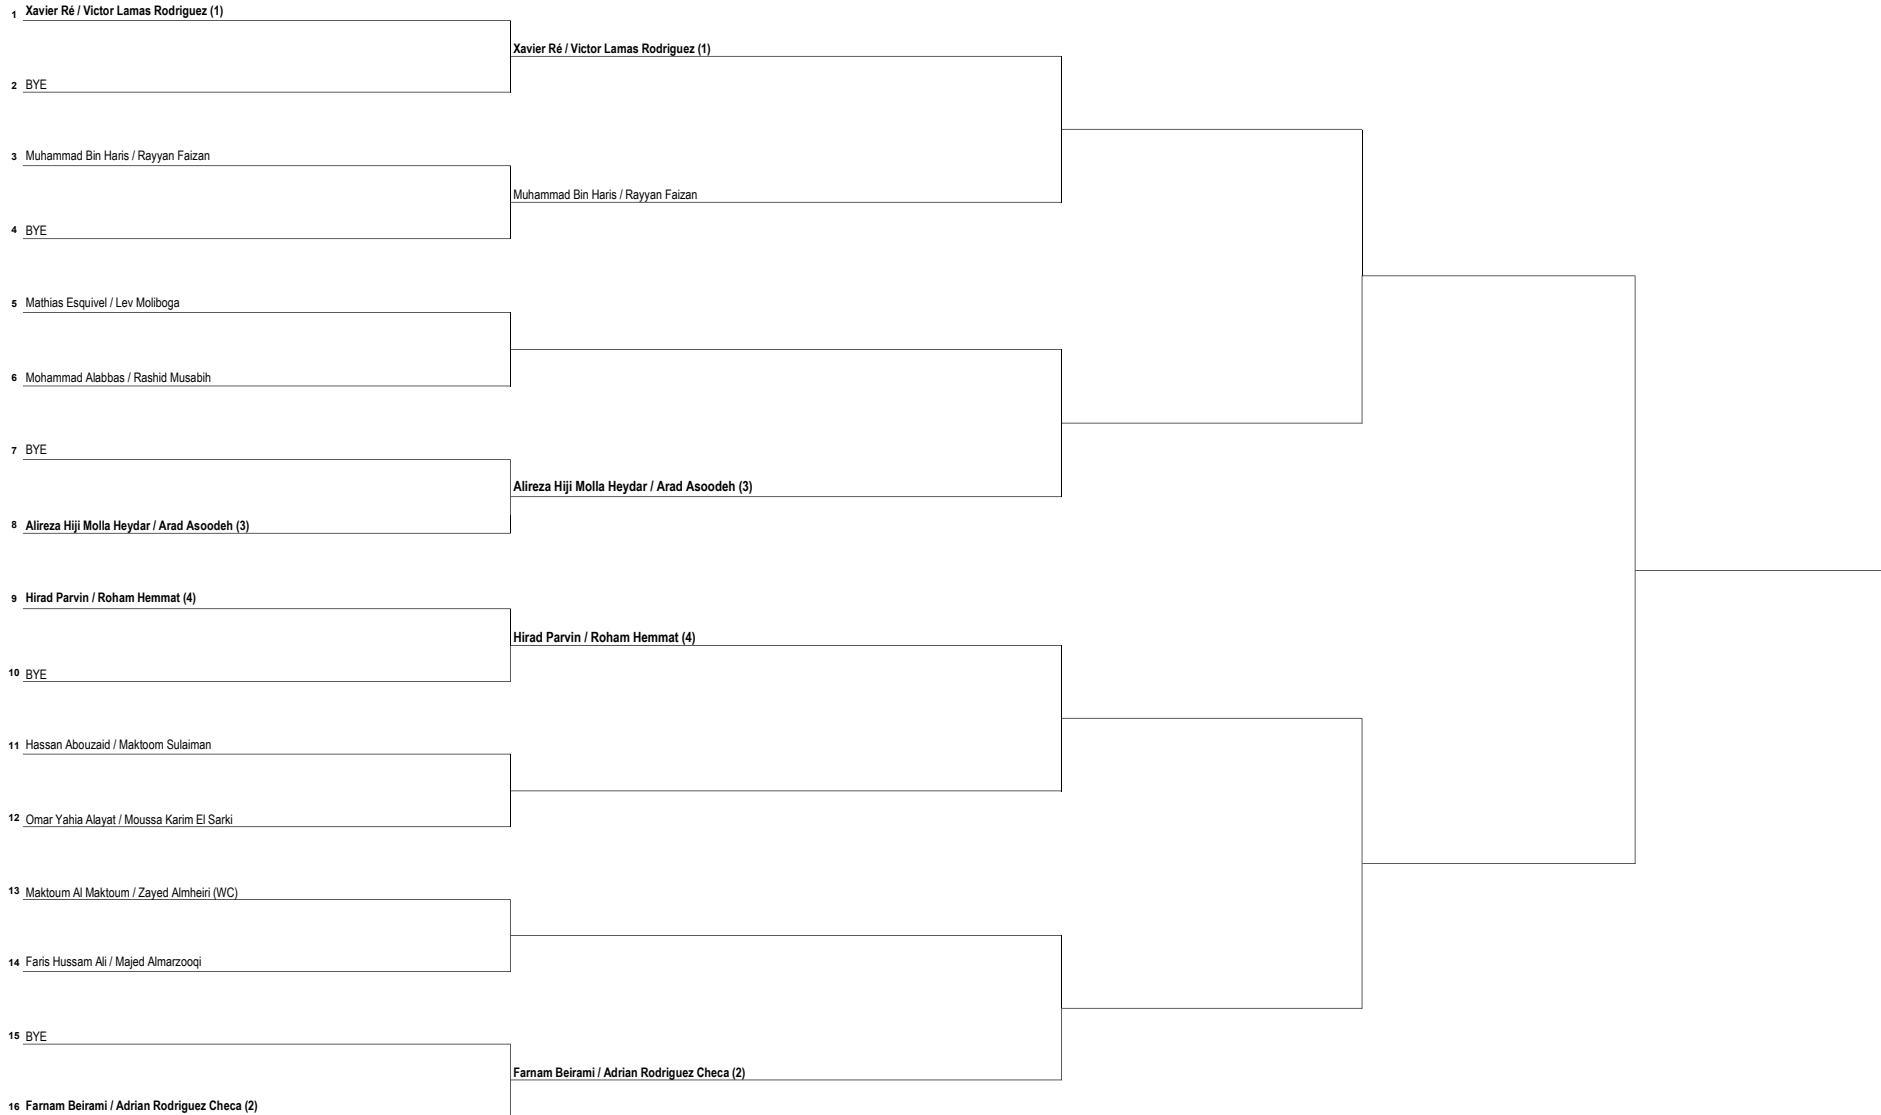 1 Xavier Ré / Victor Lamas Rodriguez (1)
Xavier Ré / Victor Lamas Rodriguez (1)
2 BYE
3 Muhammad Bin Haris / Rayyan Faizan
Muhammad Bin Haris / Rayyan Faizan
4 BYE
5 Mathias Esquivel / Lev Moliboga
6 Mohammad Alabbas / Rashid Musabih
7 BYE
Alireza Hiji Molla Heydar / Arad Asoodeh (3)
8 Alireza Hiji Molla Heydar / Arad Asoodeh (3)
9 Hirad Parvin / Roham Hemmat (4)
Hirad Parvin / Roham Hemmat (4)
10 BYE
11 Hassan Abouzaid / Maktoom Sulaiman
12 Omar Yahia Alayat / Moussa Karim El Sarki
13 Maktoum Al Maktoum / Zayed Almheiri (WC)
14 Faris Hussam Ali / Majed Almarzooqi
15 BYE
Farnam Beirami / Adrian Rodriguez Checa (2)
16 Farnam Beirami / Adrian Rodriguez Checa (2)